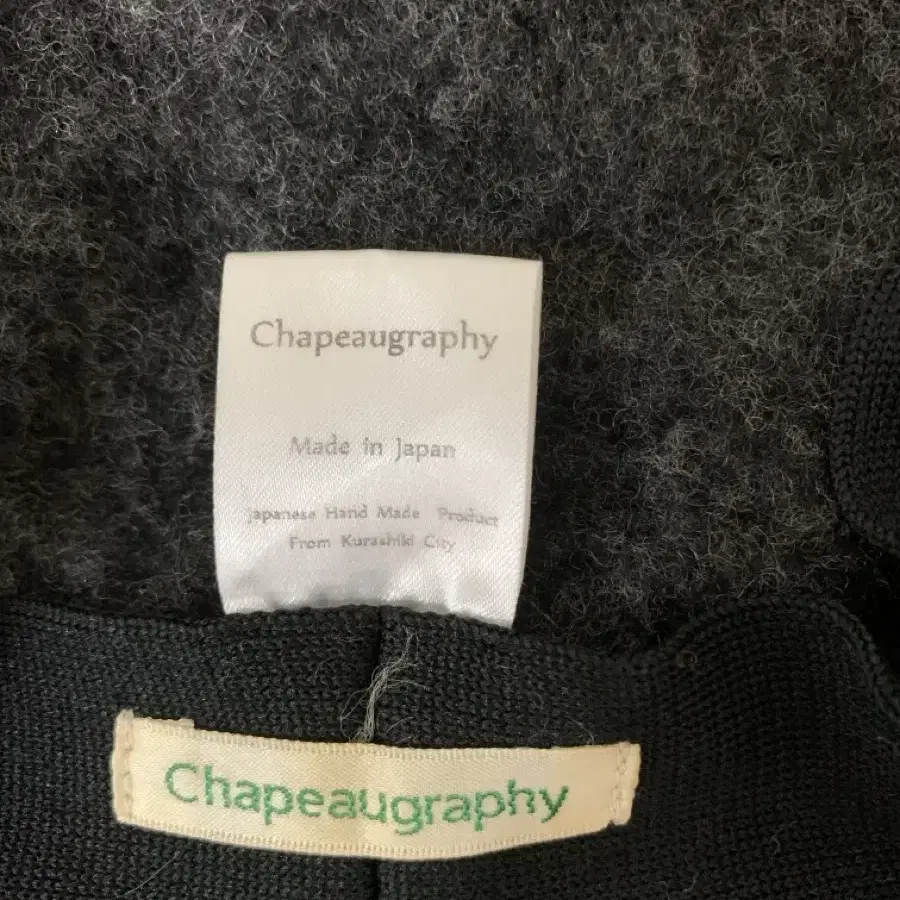 Chapeaugraphy
Made in Japan
Japanese Hand Made Product
From Kurashiki City
Chapeaugraphy